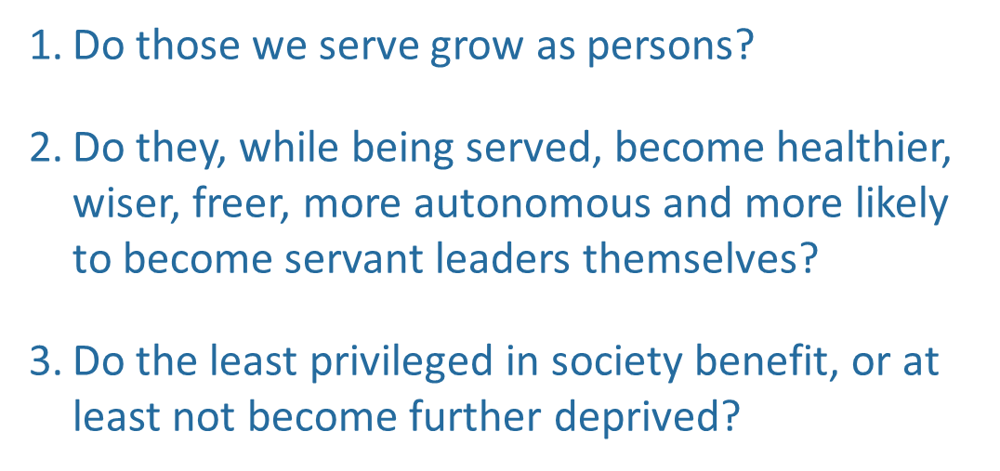 1. Do those we serve grow as persons?
2. Do they, while being served, become healthier,
wiser, freer, more autonomous and more likely
to become servant leaders themselves?
3. Do the least privileged in society benefit, or at
least not become further deprived?